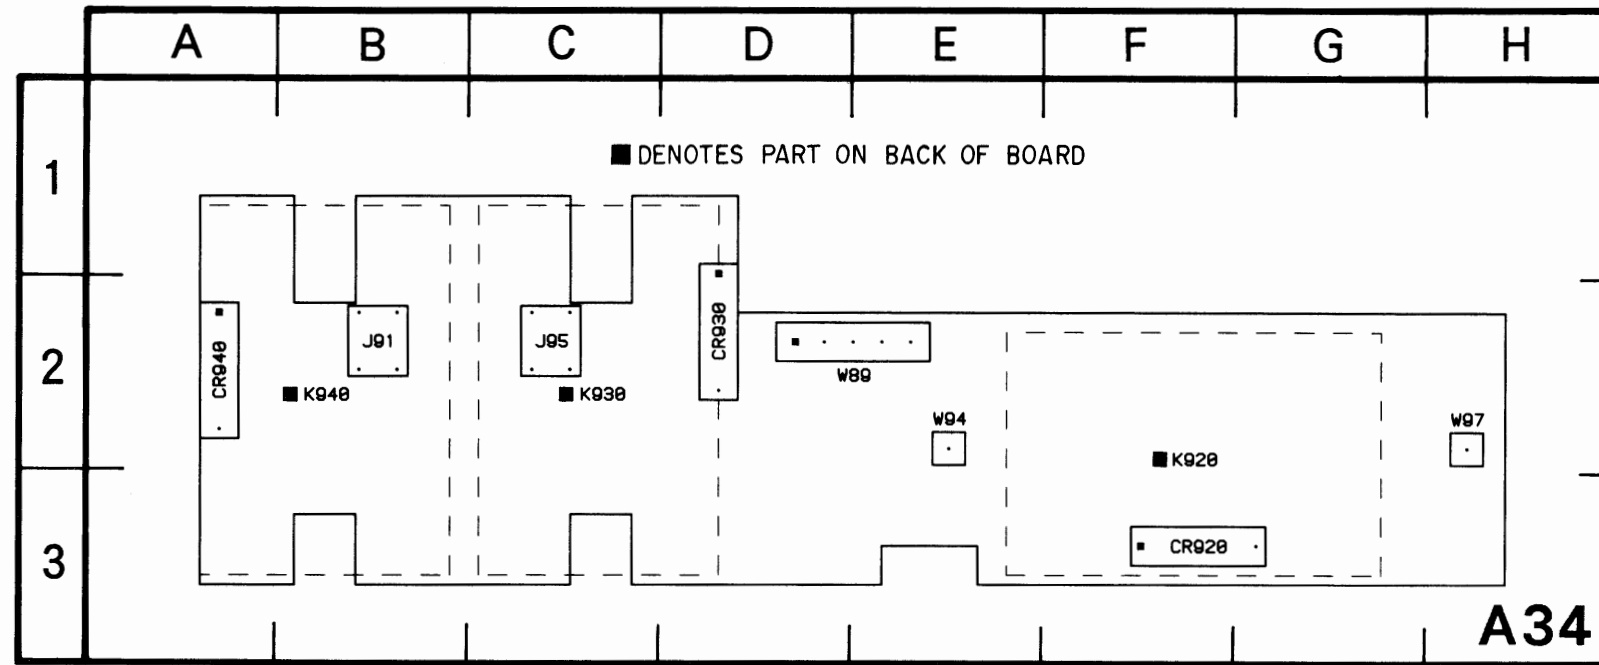 A B C D E F G H
1
■ DENOTES PART ON BACK OF BOARD
2
CR940
J91
J95
CR930
W89
K940
K930
W94
W97
K920
3
CR920
A34